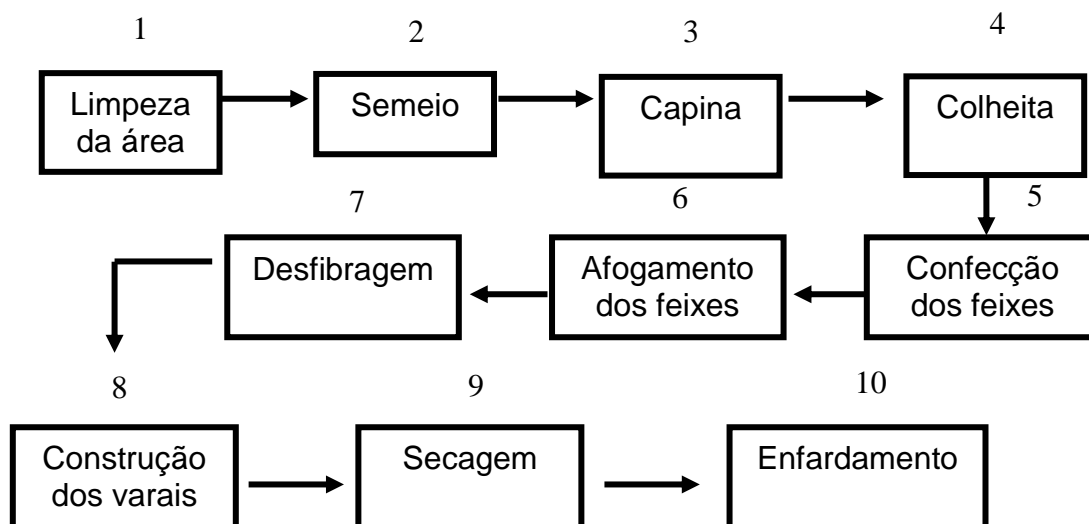 1
2
3
4
Limpeza
da área
Semeio
Capina
Colheita
7
6
5
Desfibragem
Afogamento
dos feixes
Confecção
dos feixes
8
9
10
Construção
dos varais
Secagem
Enfardamento